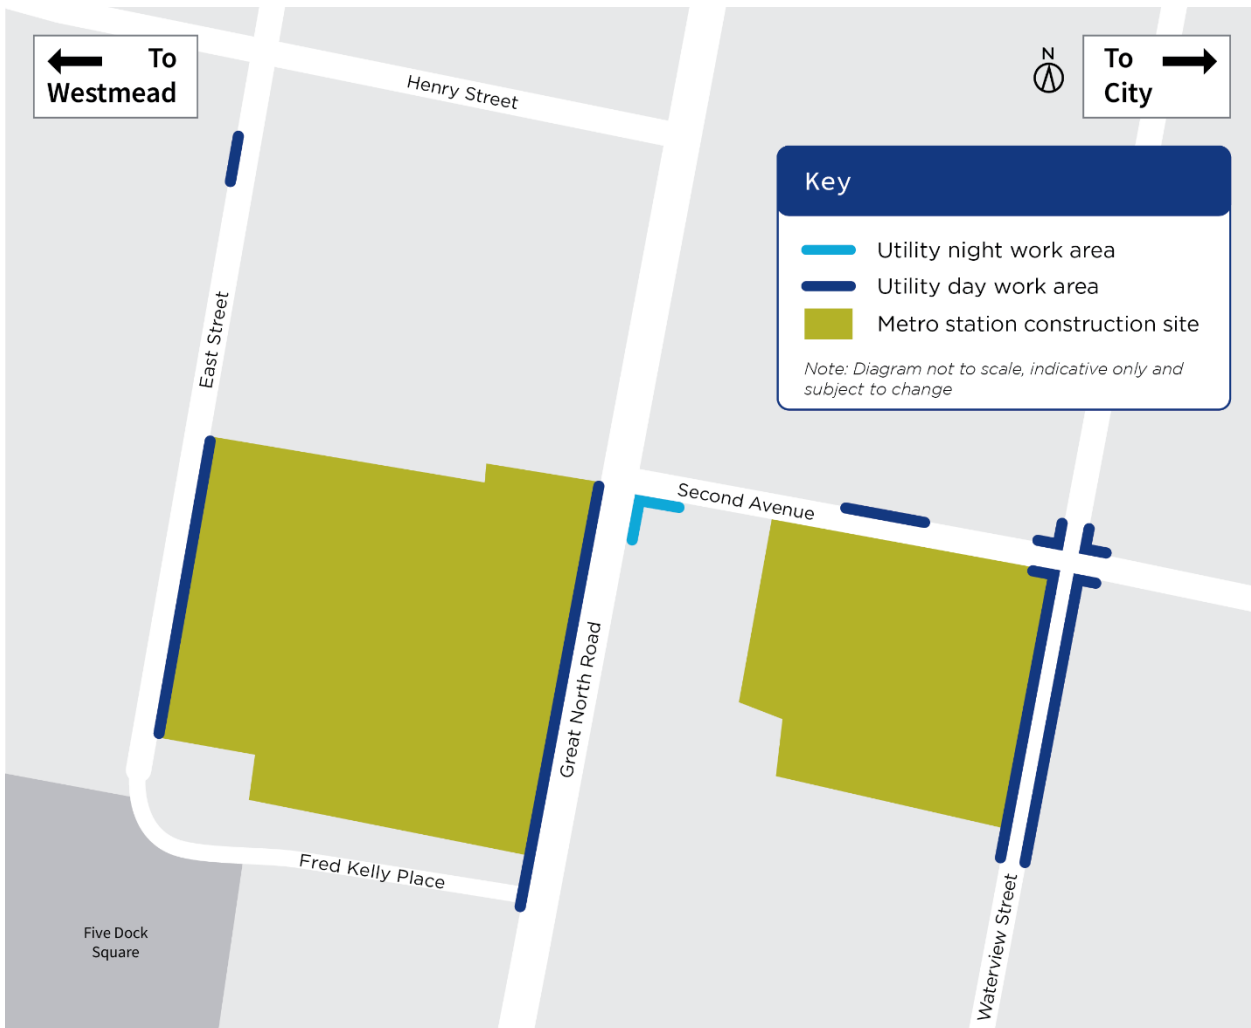 To
Westmead
Henry Street
N
To
City
Key
Utility night work area
Utility day work area
Metro station construction site
Note: Diagram not to scale, indicative only and
subject to change
East Street
Second Avenue
Great North Road
Fred Kelly Place
Waterview Street
Five Dock
Square